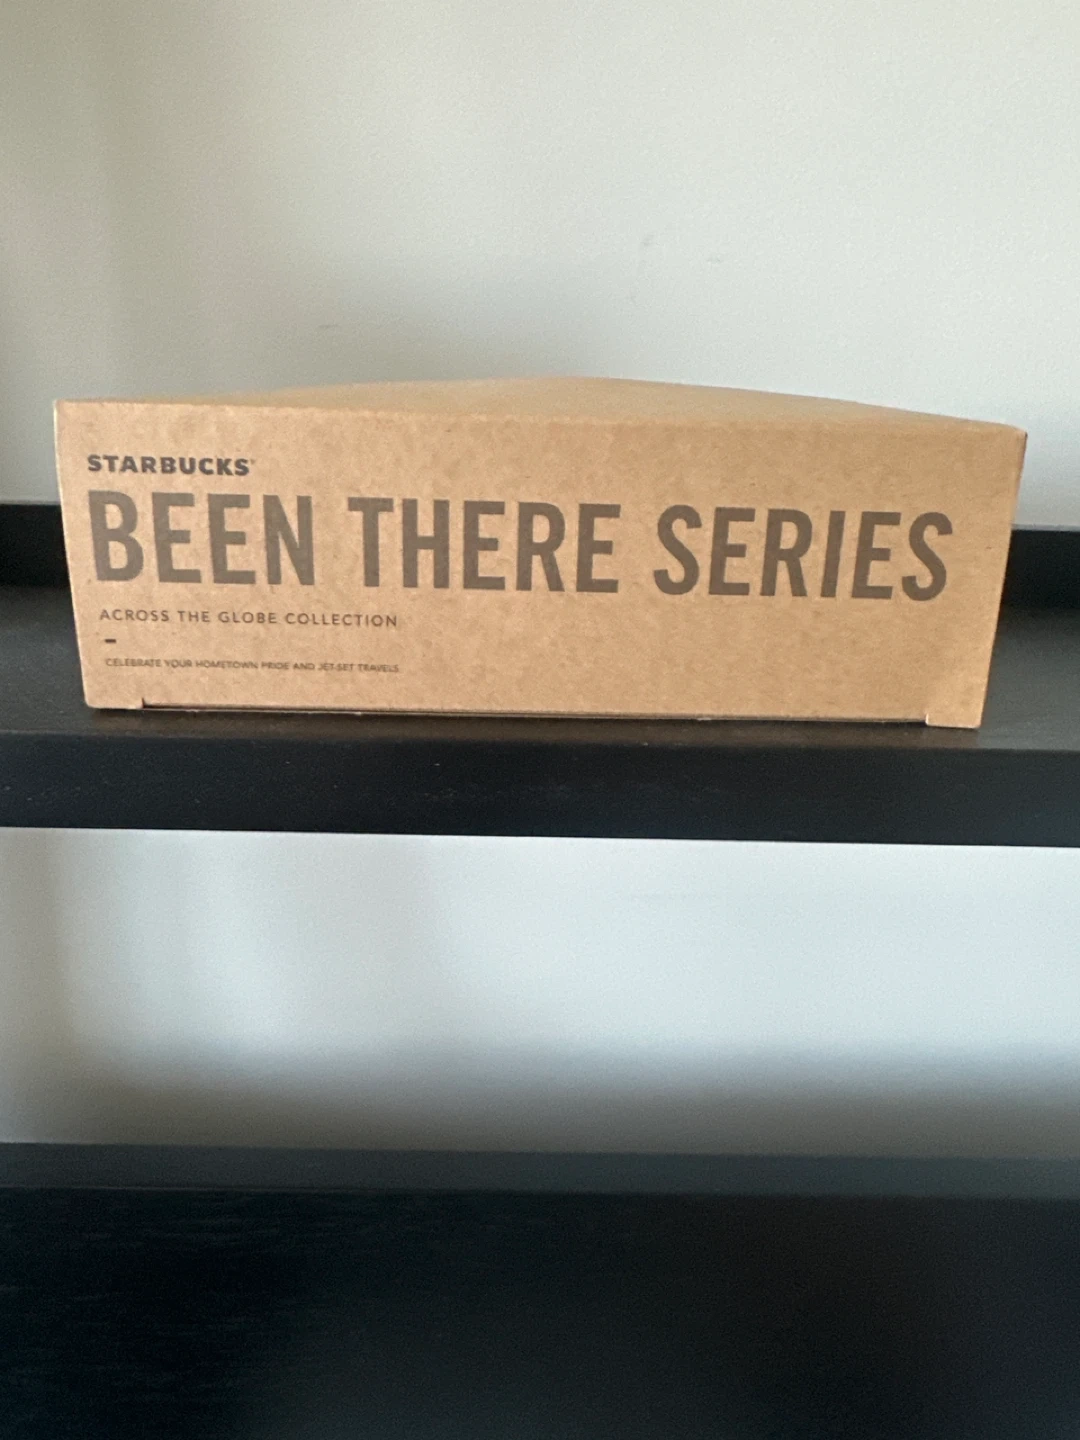 STARBUCKS®
BEEN THERE SERIES
ACROSS THE GLOBE COLLECTION
-
CELEBRATE YOUR HOMETOWN PRIDE AND JET-SET TRAVELS.